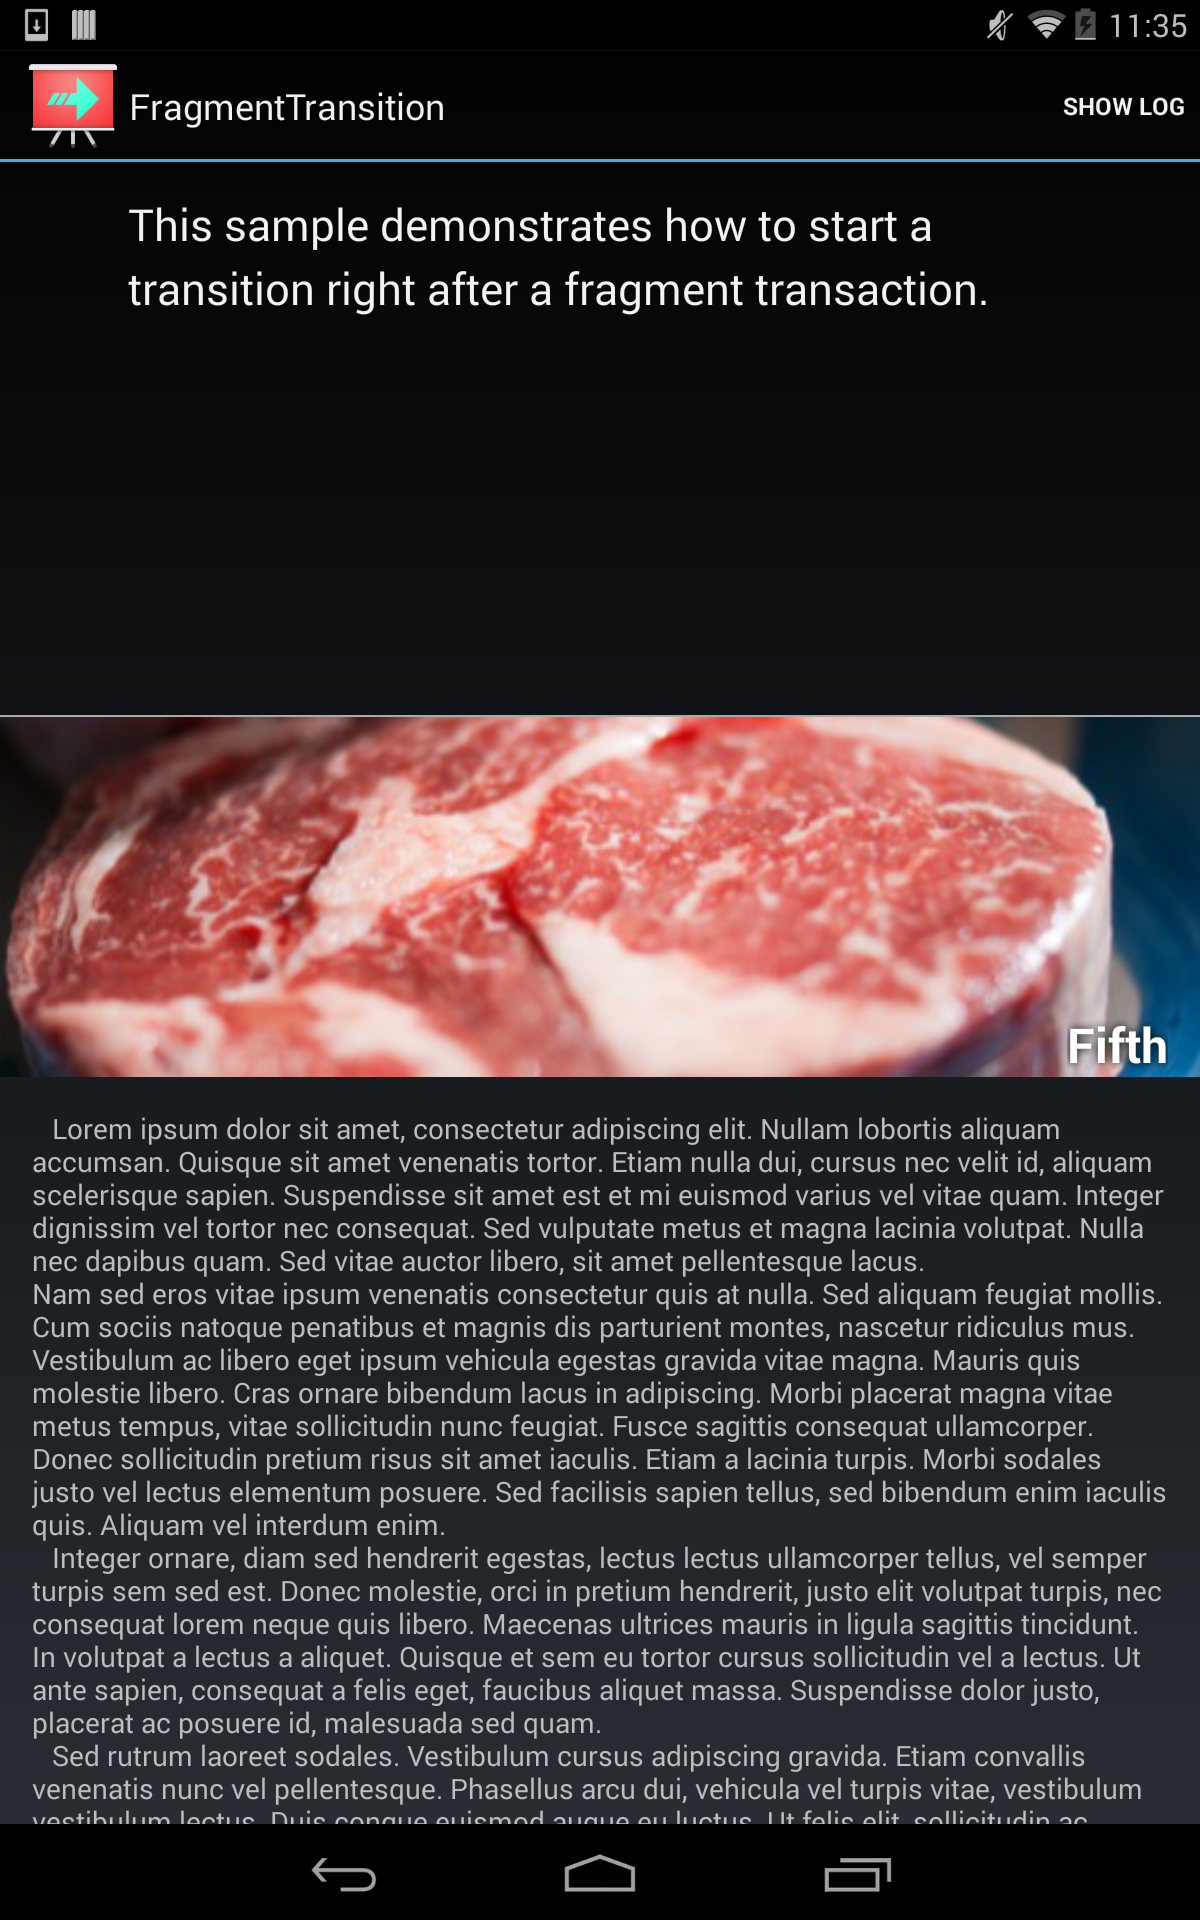 11:35
FragmentTransition
SHOW LOG
This sample demonstrates how to start a
transition right after a fragment transaction.
Fifth
Lorem ipsum dolor sit amet, consectetur adipiscing elit. Nullam lobortis aliquam
accumsan. Quisque sit amet venenatis tortor. Etiam nulla dui, cursus nec velit id, aliquam
scelerisque sapien. Suspendisse sit amet est et mi euismod varius vel vitae quam. Integer
dignissim vel tortor nec consequat. Sed vulputate metus et magna lacinia volutpat. Nulla
nec dapibus quam. Sed vitae auctor libero, sit amet pellentesque lacus.
Nam sed eros vitae ipsum venenatis consectetur quis at nulla. Sed aliquam feugiat mollis.
Cum sociis natoque penatibus et magnis dis parturient montes, nascetur ridiculus mus.
Vestibulum ac libero eget ipsum vehicula egestas gravida vitae magna. Mauris quis
molestie libero. Cras ornare bibendum lacus in adipiscing. Morbi placerat magna vitae
metus tempus, vitae sollicitudin nunc feugiat. Fusce sagittis consequat ullamcorper.
Donec sollicitudin pretium risus sit amet iaculis. Etiam a lacinia turpis. Morbi sodales
justo vel lectus elementum posuere. Sed facilisis sapien tellus, sed bibendum enim iaculis
quis. Aliquam vel interdum enim.
Integer ornare, diam sed hendrerit egestas, lectus lectus ullamcorper tellus, vel semper
turpis sem sed est. Donec molestie, orci in pretium hendrerit, justo elit volutpat turpis, nec
consequat lorem neque quis libero. Maecenas ultrices mauris in ligula sagittis tincidunt.
In volutpat a lectus a aliquet. Quisque et sem eu tortor cursus sollicitudin vel a lectus. Ut
ante sapien, consequat a felis eget, faucibus aliquet massa. Suspendisse dolor justo,
placerat ac posuere id, malesuada sed quam.
Sed rutrum laoreet sodales. Vestibulum cursus adipiscing gravida. Etiam convallis
venenatis nunc vel pellentesque. Phasellus arcu dui, vehicula vel turpis vitae, vestibulum
vestibulum lectus. Duis congue euismod augue eu luctus. Ut felis elit, sollicitudin ac